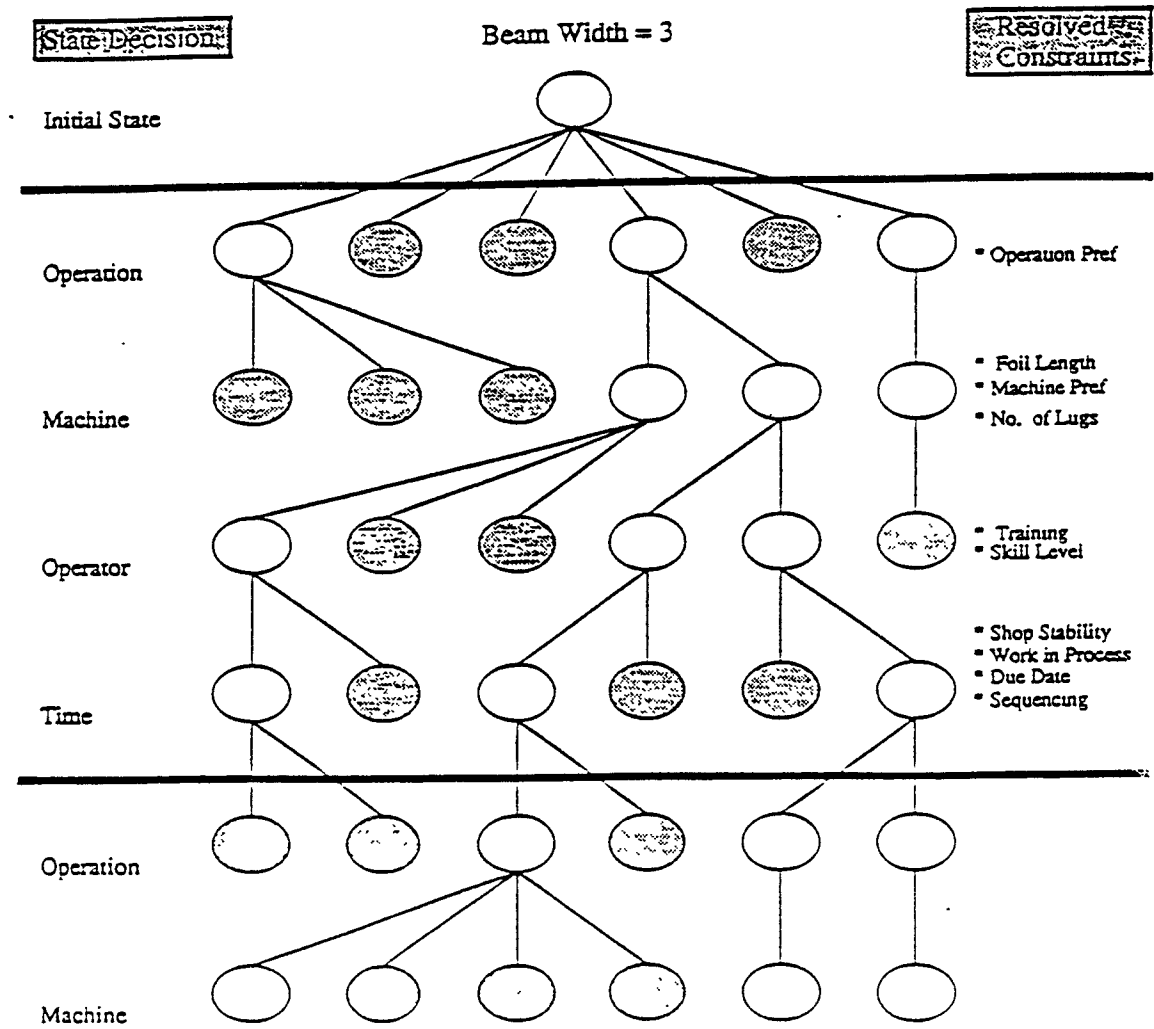 State Decision
Beam Width = 3
Resolved
Constraints
Initial State
Operation
* Operation Pref
Machine
* Foil Length
* Machine Pref
* No. of Lugs
Operator
* Training
* Skill Level
Time
* Shop Stability
* Work in Process
* Due Date
* Sequencing
Operation
Machine